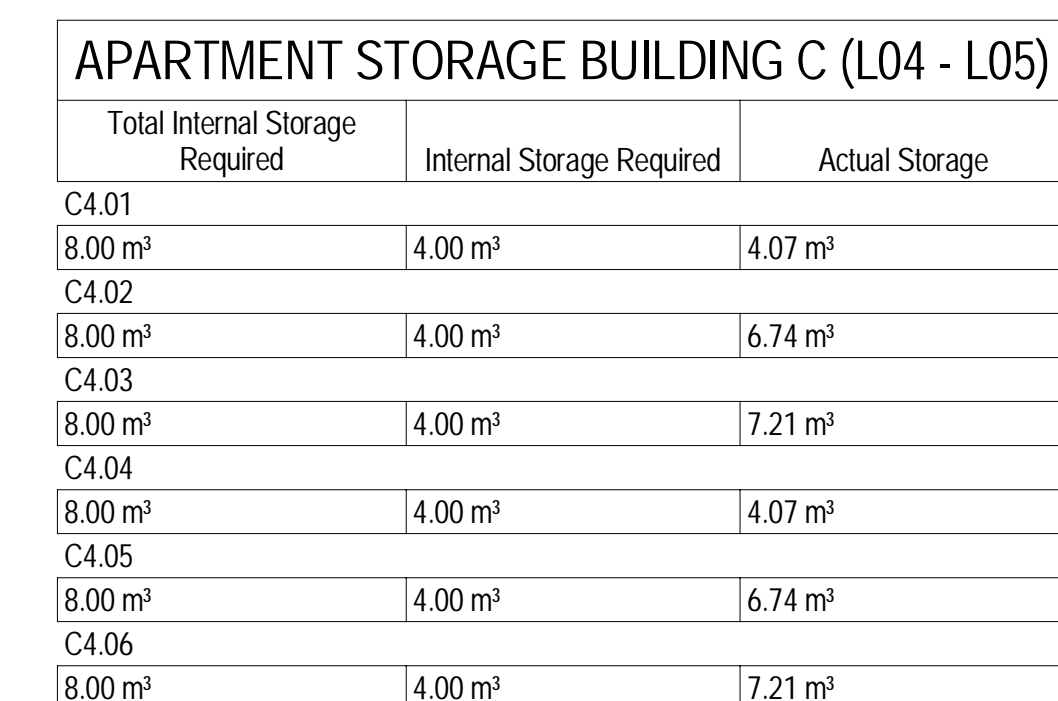 APARTMENT STORAGE BUILDING C (L04 - L05)
Total Internal Storage
Required
Internal Storage Required
Actual Storage
C4.01
8.00 m³ 4.00 m³ 4.07 m³
C4.02
8.00 m³ 4.00 m³ 6.74 m³
C4.03
8.00 m³ 4.00 m³ 7.21 m³
C4.04
8.00 m³ 4.00 m³ 4.07 m³
C4.05
8.00 m³ 4.00 m³ 6.74 m³
C4.06
8.00 m³ 4.00 m³ 7.21 m³